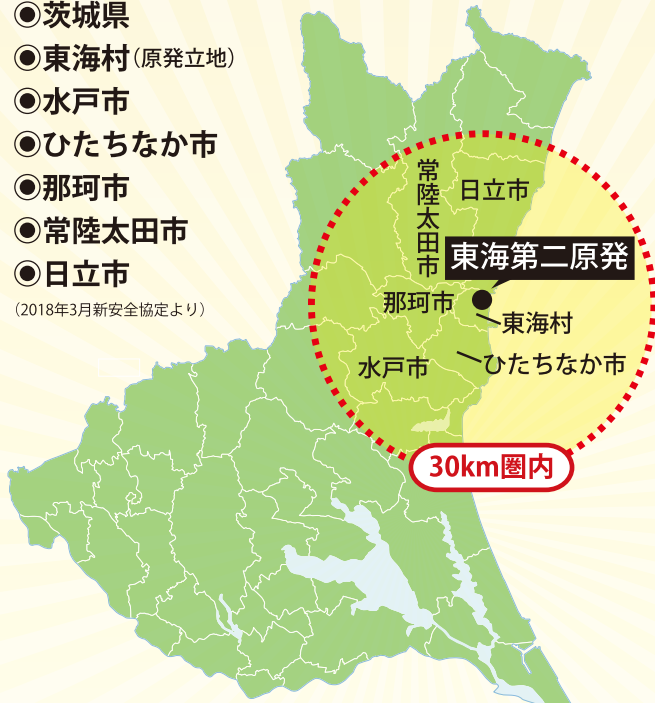 ◉茨城県
◉東海村（原発立地）
◉水戸市
◉ひたちなか市
◉那珂市
◉常陸太田市
◉日立市
（2018年3月新安全協定より）
常陸太田市
日立市
東海第二原発
那珂市
東海村
水戸市
ひたちなか市
30km圏内